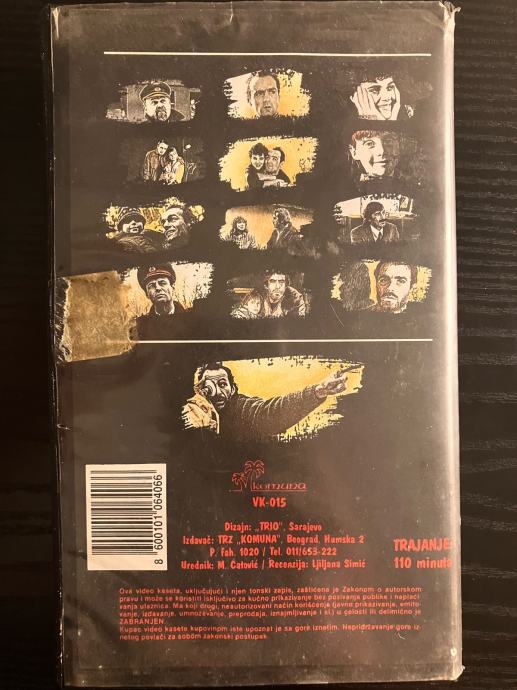 komuna
VK-015
Dizajn: „TRIO", Sarajevo
Izdavač: TRZ „KOMUNA", Beograd, Humska 2
P. Fah. 1020 / Tel. 011/653-222
Urednik: M. Ćatović / Recenzija: Ljiljana Simić
TRAJANJE
110 minuta
8 600101 064066
Ova video kaseta, uključujući i njen tonski zapis, zaštićena je Zakonom o autorskom
pravu i može se koristiti isključivo za kućno prikazivanje bez pozivanja publike i naplaći
vanja ulaznica. Ma koji drugi, neautorizovani način korišćenja (javno prikazivanje, emito-
vanje, izdavanje, umnožavanje, preprodaja, iznajmljivanje i sl.) u celosti ili delimično je
ZABRANJEN.
Kupac video kasete kupovinom iste upoznat je sa gore iznetim. Nepridržavanje gore iz-
netog povlači za sobom zakonski postupak